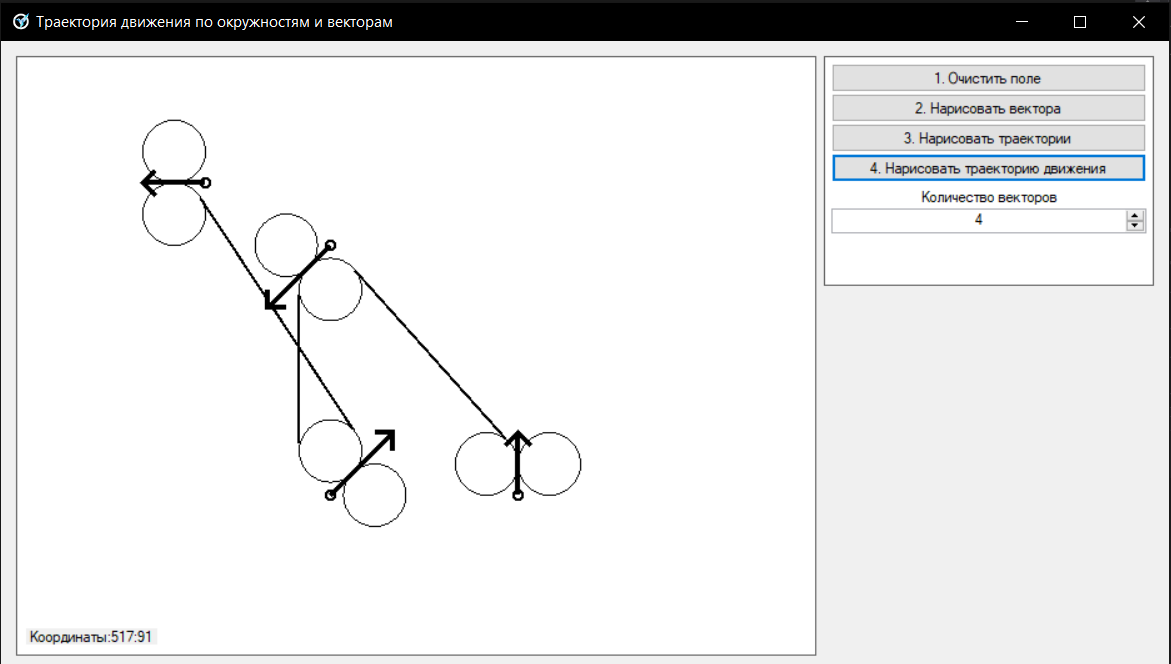 Траектория движения по окружностям и векторам
1. Очистить поле
2. Нарисовать вектора
3. Нарисовать траектории
4. Нарисовать траекторию движения
Количество векторов
4
Координаты:517:91